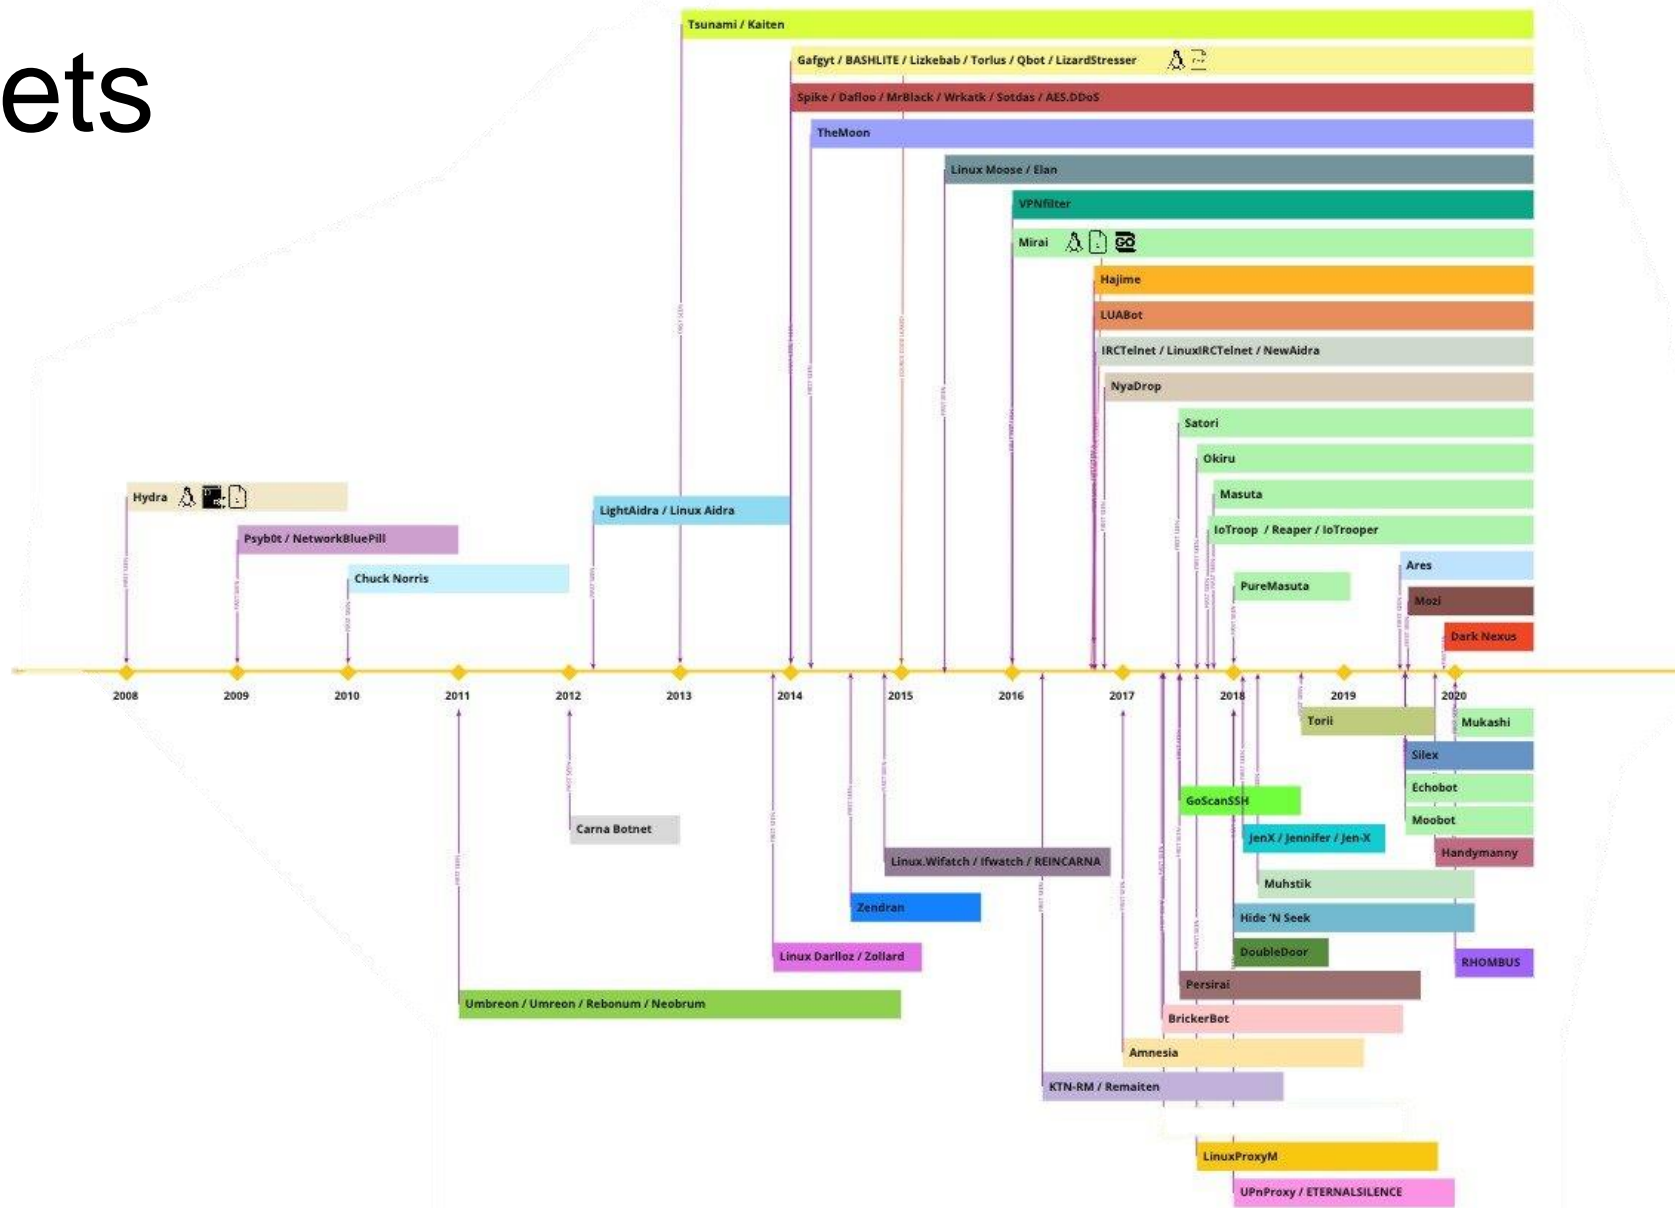 ets
Tsunami / Kaiten
Gafgyt / BASHLITE / Lizkebab / Torlus / Qbot / LizardStresser
Spike / Dafloo / MrBlack / Wrkatk / Sotdas / AES.DDoS
TheMoon
Linux Moose / Elan
VPNfilter
Mirai
GO
Hajime
LUABot
IRCTelnet / LinuxIRCTelnet / NewAidra
NyaDrop
Satori
Okiru
Hydra
Masuta
LightAidra / Linux Aidra
IoTroop / Reaper / IoTrooper
Psyb0t / NetworkBluePill
Ares
Chuck Norris
PureMasuta
Mozi
Dark Nexus
2008 2009 2010 2011 2012 2013 2014 2015 2016 2017 2018 2019 2020
Torii
Mukashi
Silex
Echobot
GoScanSSH
Moobot
Carna Botnet
JenX / Jennifer / Jen-X
Handymanny
Linux.Wifatch / Ifwatch / REINCARNA
Muhstik
Zendran
Hide 'N Seek
DoubleDoor
Linux Darlloz / Zollard
RHOMBUS
Persirai
Umbreon / Umreon / Rebonum / Neobrum
BrickerBot
Amnesia
KTN-RM / Remaiten
LinuxProxyM
UPnProxy / ETERNALSILENCE
FIRST SEEN